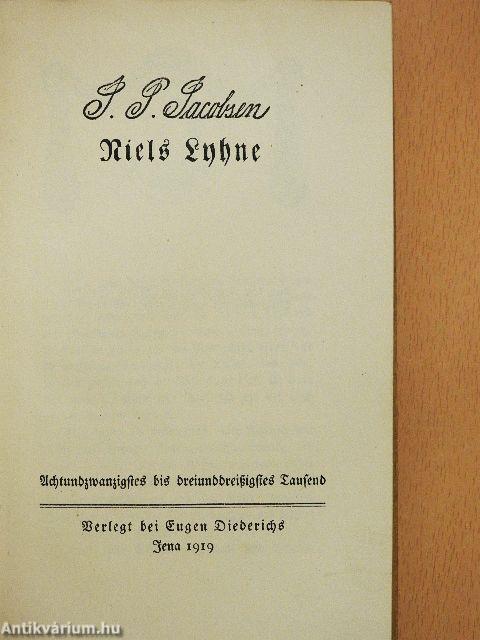 J. P. Jacobsen
Niels Lyhne
Achtundzwanzigstes bis dreiunddreißigstes Tausend
Verlegt bei Eugen Diederichs
Jena 1919
Antikvárium.hu